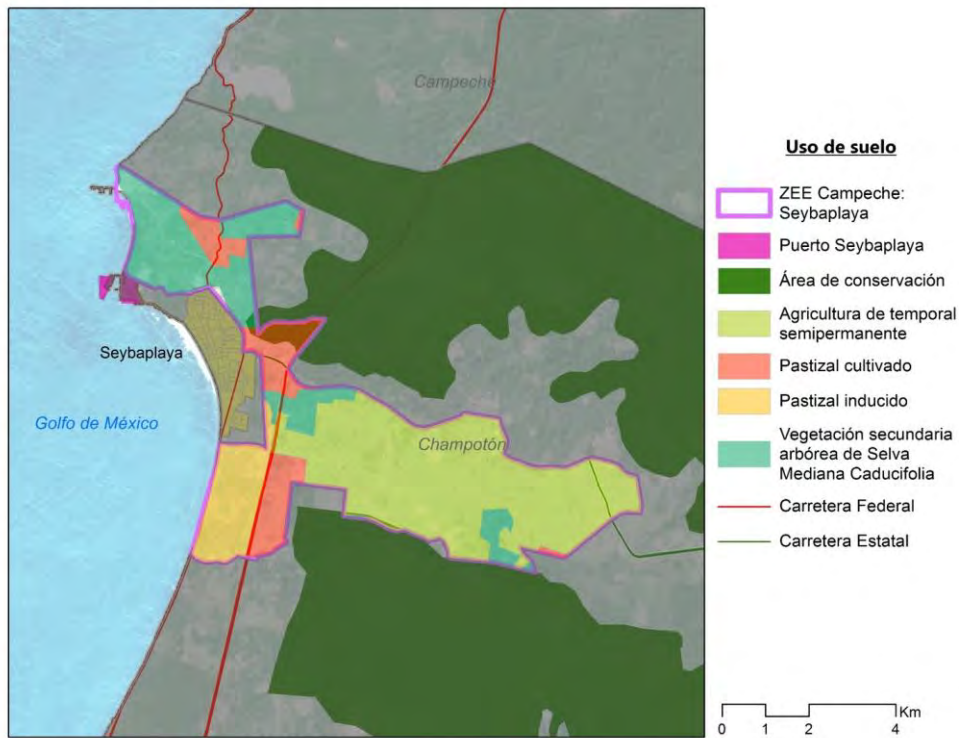 Campeche
Seybaplaya
Golfo de México
Champotón
Uso de suelo
ZEE Campeche:
Seybaplaya
Puerto Seybaplaya
Área de conservación
Agricultura de temporal
semipermanente
Pastizal cultivado
Pastizal inducido
Vegetación secundaria
arbórea de Selva
Mediana Caducifolia
Carretera Federal
Carretera Estatal
Km
0 1 2 4